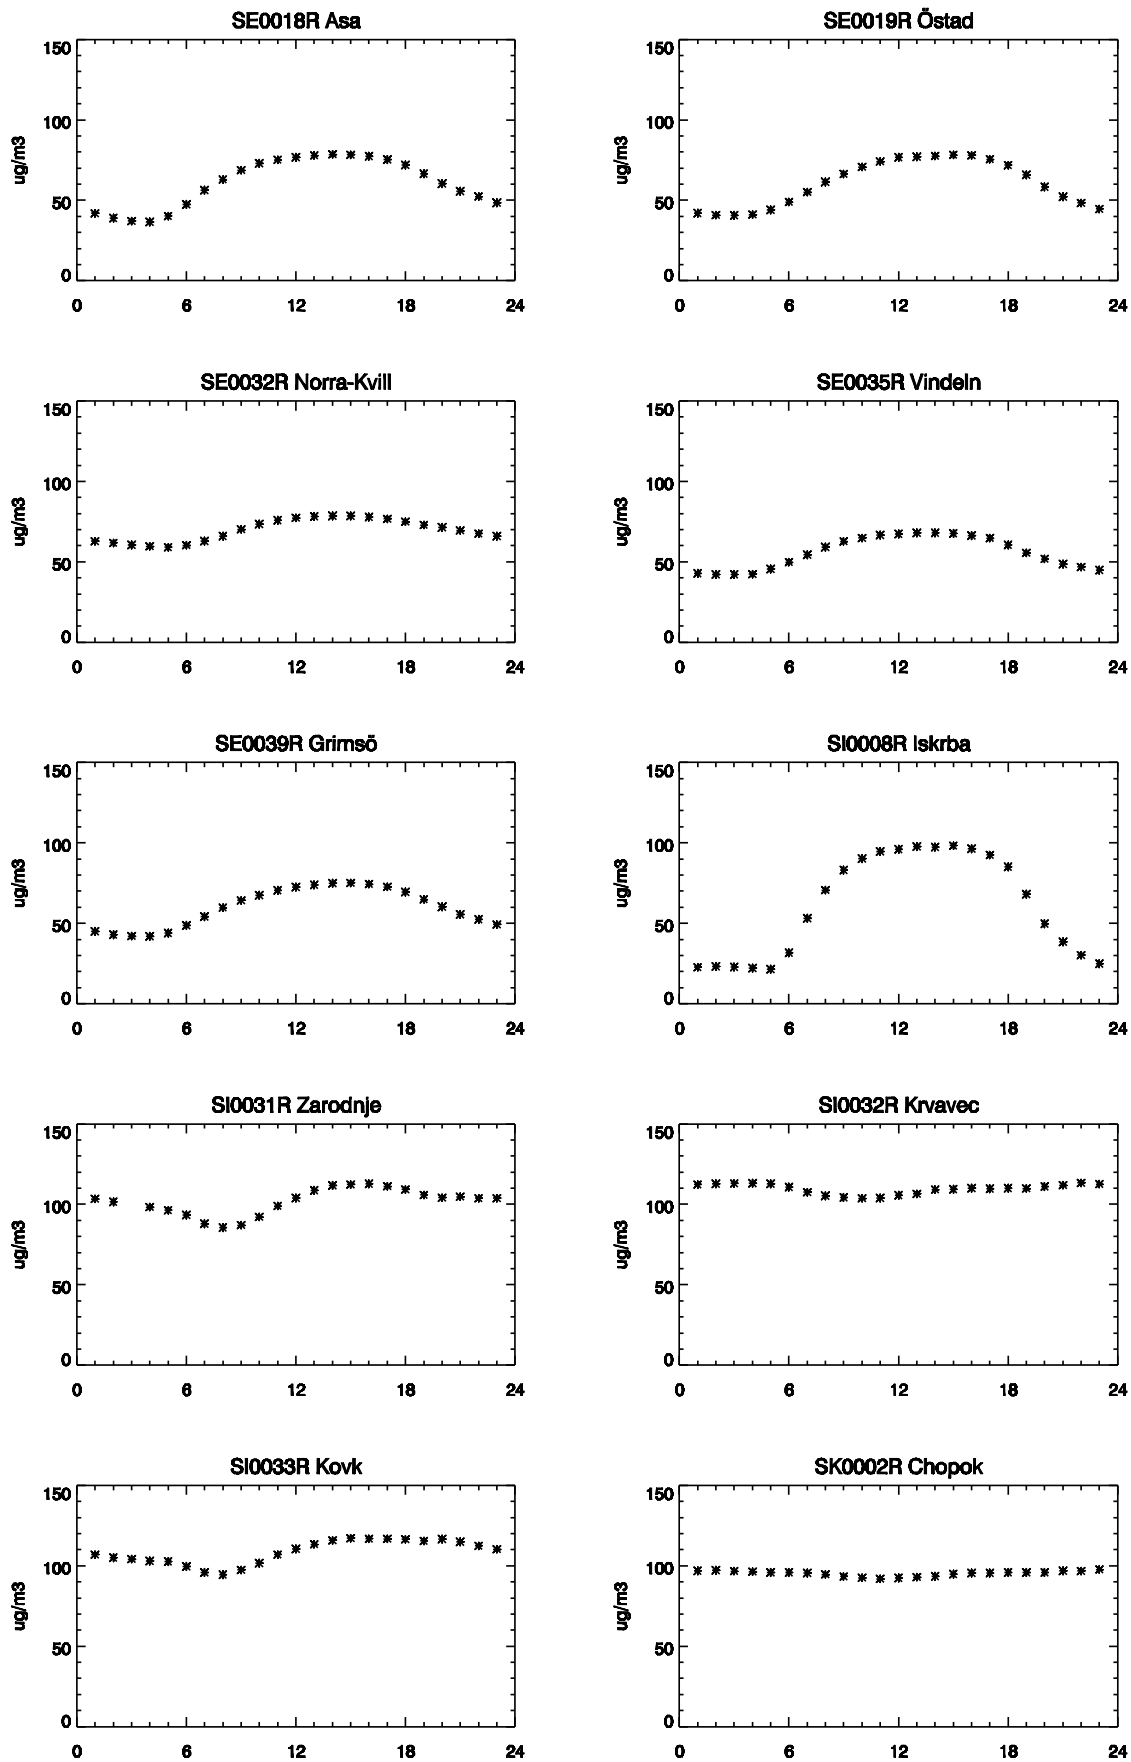 SE0018R Asa
150
100
50
0
ug/m3
0 6 12 18 24
SE0019R Östad
150
100
50
0
ug/m3
0 6 12 18 24
SE0032R Norra-Kvill
150
100
50
0
ug/m3
0 6 12 18 24
SE0035R Vindeln
150
100
50
0
ug/m3
0 6 12 18 24
SE0039R Grimsö
150
100
50
0
ug/m3
0 6 12 18 24
SI0008R Iskrba
150
100
50
0
ug/m3
0 6 12 18 24
SI0031R Zarodnje
150
100
50
0
ug/m3
0 6 12 18 24
SI0032R Krvavec
150
100
50
0
ug/m3
0 6 12 18 24
SI0033R Kovk
150
100
50
0
ug/m3
0 6 12 18 24
SK0002R Chopok
150
100
50
0
ug/m3
0 6 12 18 24